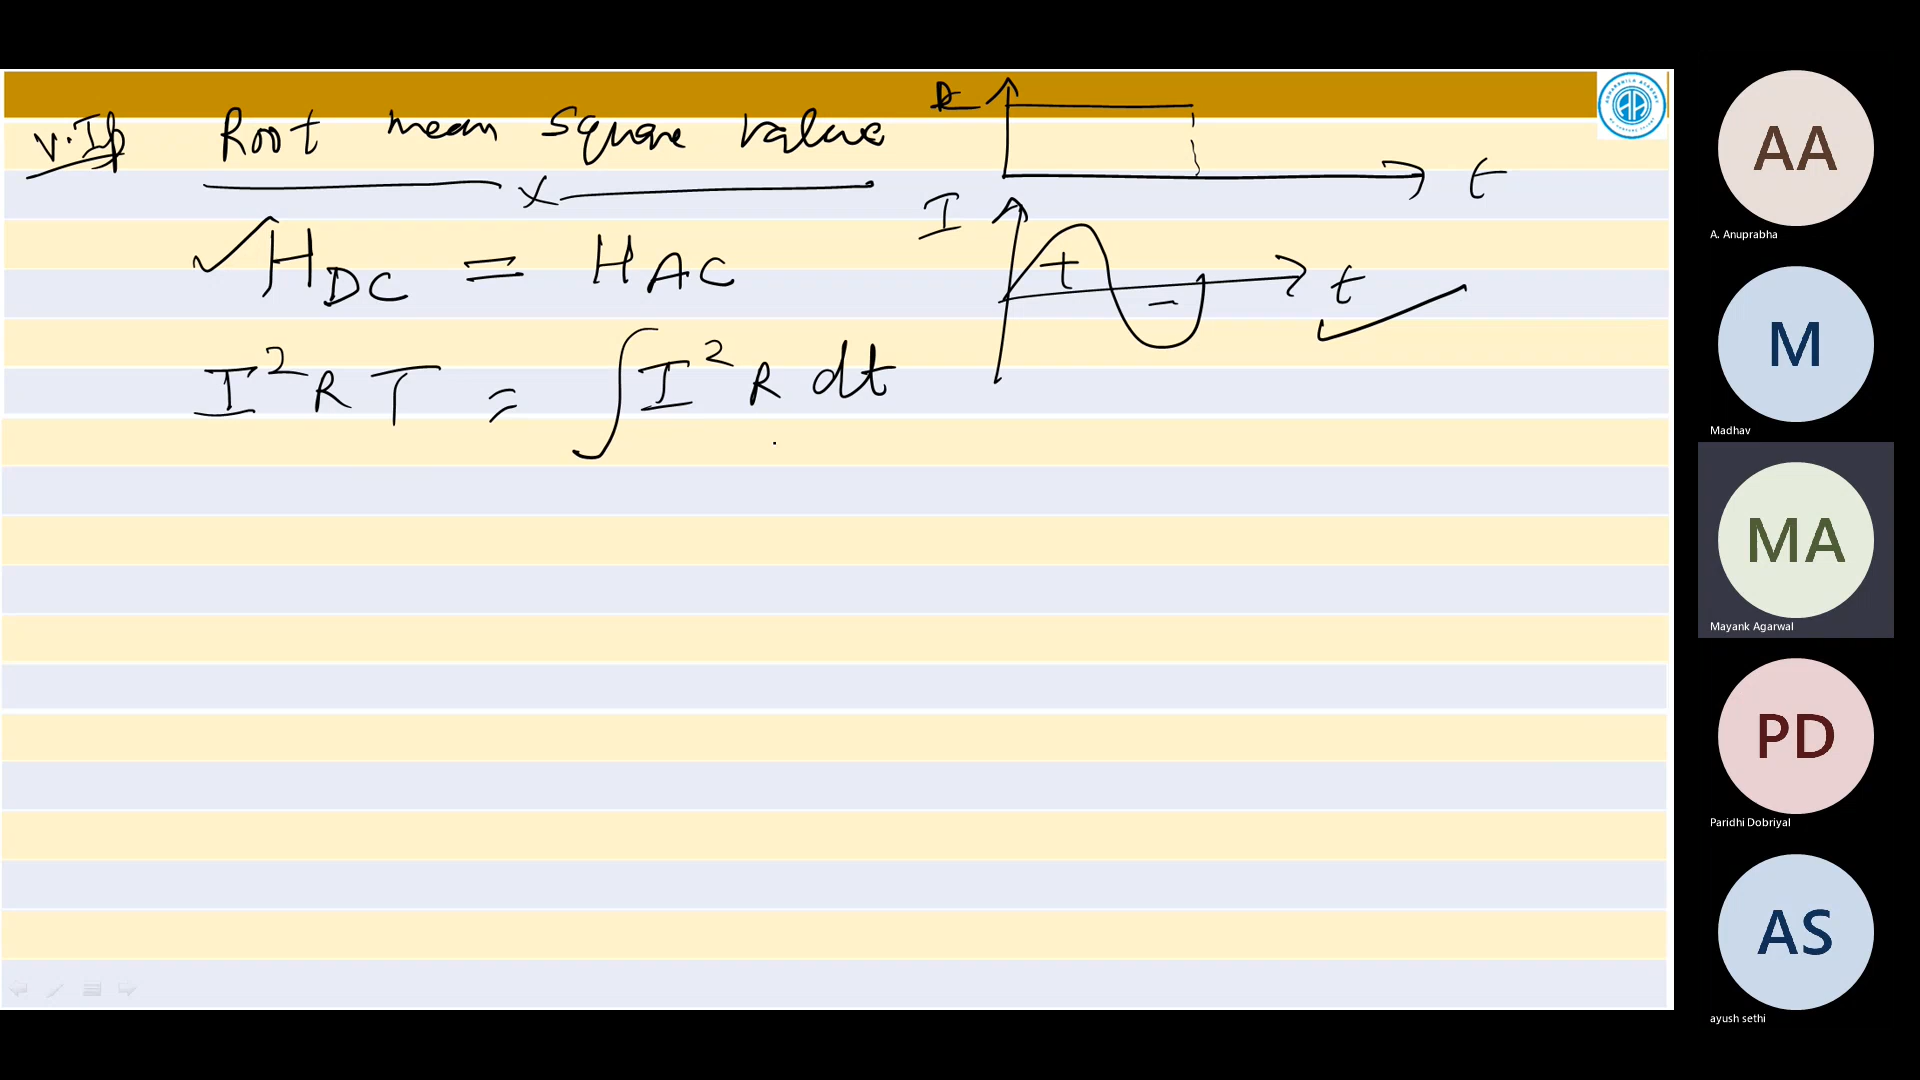 V.Ip Root mean square value
x
H_DC = H_AC
I²RT = ∫I²R dt
t
I
+
-
t
AA
A. Anuprabha
M
Madhav
MA
Mayank Agarwal
PD
Paridhi Dobriyal
AS
ayush sethi